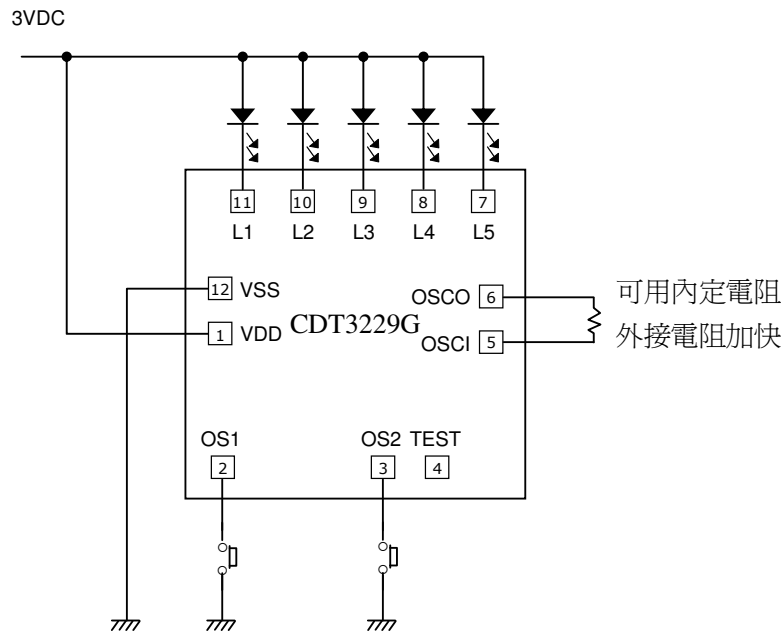 3VDC
11 10 9 8 7
L1 L2 L3 L4 L5
12 VSS
OSCO 6
可用內定電阻
1 VDD
CDT3229G
OSCI 5
外接電阻加快
OS1 OS2 TEST
2 3 4